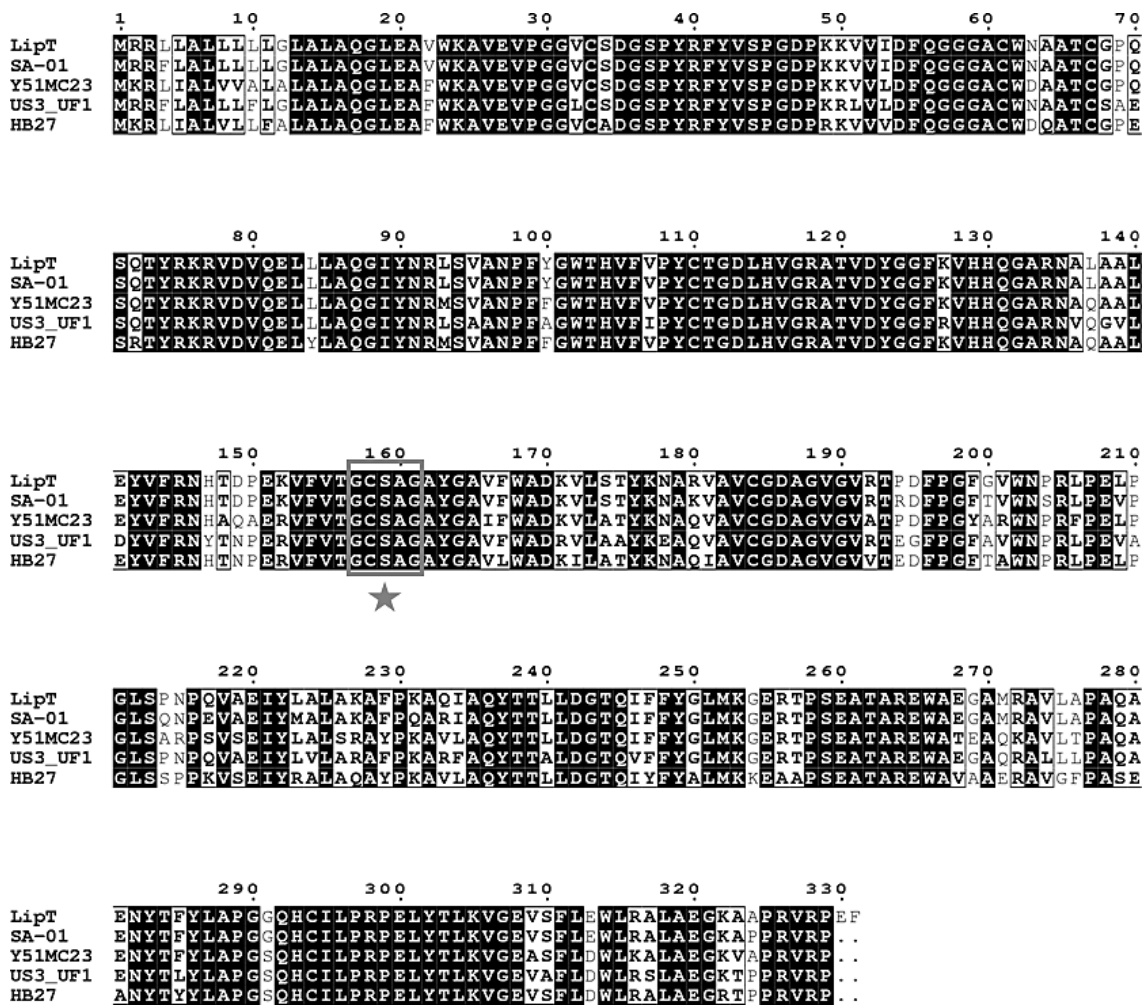 1 10 20 30 40 50 60 70
LipT MRRLLALLLLLGLALAQGLEAVWKAVEVPGGVCSDGSPYRFYVSPGDPKKVVIDFQGGGACWNAATCGPQ
SA-01 MRRFLALLLLLGLALAQGLEAVWKAVEVPGGVCSDGSPYRFYVSPGDPKKVVIDFQGGGACWNAATCGPQ
Y51MC23 MKRLIALVVALALALAQGLEAFWKAVEVPGGVCSDGSPYRFYVSPGDPKKVVLDFQGGGACWDAATCGPQ
US3_UF1 MRRFLALLLFLGLALAQGLEAFWKAVEVPGGLCSDGSPYRFYVSPGDPKRLVLDFQGGGACWNAATCSAE
HB27 MKRLIALVLLFALALAQGLEAFWKAVEVPGGVCADGSPYRFYVSPGDPRKVVVDFQGGGACWDQATCGPE
80 90 100 110 120 130 140
LipT SQTYRKRVDVQELLLAQGIYNRLSVANPFYGWTHVFVPYCTGDLHVGRATVDYGGFKVHHQGARNALAAL
SA-01 SQTYRKRVDVQELLLAQGIYNRLSVANPFYGWTHVFVPYCTGDLHVGRATVDYGGFKVHHQGARNALAAL
Y51MC23 SQTYRKRVDVQELLLAQGIYNRMSVANPFFGWTHVFVPYCTGDLHVGRATVDYGGFKVHHQGARNAQAAL
US3_UF1 SQTYRKRVDVQELLLAQGIYNRLSAANPFAGWTHVFIPYCTGDLHVGRATVDYGGFRVHHQGARNVQGVL
HB27 SRTYRKRVDVQELYLAQGIYNRMSVANPFFGWTHVFVPYCTGDLHVGRATVDYGGFKVHHQGARNAQAAL
150 160 170 180 190 200 210
LipT EYVFRNHTDPEKVFVTGCSAGAYGAVFWADKVLSTYKNARVAVCGDAGVGVRTPDFPGFGVWNPRLPELP
SA-01 EYVFRNHTDPEKVFVTGCSAGAYGAVFWADKVLSTYKNAKVAVCGDAGVGVRTRDFPGFTVWNSRLPEVP
Y51MC23 EYVFRNHAQAERVFVTGCSAGAYGAIFWADKVLATYKNAQVAVCGDAGVGVATPDFPGYARWNPRFPELP
US3_UF1 DYVFRNYTNPERVFVTGCSAGAYGAVFWADRVLAAYKEAQVAVCGDAGVGVRTEGFPGFAVWNPRLPEVA
HB27 EYVFRNHTNPERVFVTGCSAGAYGAVLWADKILATYKNAQIAVCGDAGVGVVTEDFPGFTAWNPRLPELP
220 230 240 250 260 270 280
LipT GLSPNPQVAEIYLALAKAFPKAQIAQYTTLLDGTQIFFYGLMKGERTPSEATAREWAEGAMRAVLAPAQA
SA-01 GLSQNPEVAEIYMALAKAFPQARIAQYTTLLDGTQIFFYGLMKGERTPSEATAREWAEGAMRAVLAPAQA
Y51MC23 GLSARPSVSEIYLALSRAYPKAVLAQYTTLLDGTQIFFYGLMKGERTPSEATAREWATEAQKAVLTPAQA
US3_UF1 GLSPNPQVAEIYLVLARAFPKARFAQYTTALDGTQVFFYGLMKGERTPSEATAREWAEGAQRALLLPAQA
HB27 GLSSPPKVSEIYRALAQAYPKAVLAQYTTLLDGTQIYFYALMKKEAAPSEATAREWAVAAERAVGFPASE
290 300 310 320 330
LipT ENYTFYLAPGGQHCILPRPELYTLKVGEVSFLEWLRALAEGKAAPRVRPEF
SA-01 ENYTFYLAPGGQHCILPRPELYTLKVGEVSFLEWLRALAEGKAPPRVRP..
Y51MC23 ENYTFYLAPGSQHCILPRPELYTLKVGEASFLDWLKALAEGKVAPRVRP..
US3_UF1 ENYTLYLAPGSQHCILPRPELYTLKVGEVAFLDWLRSLAEGKTPPRVRP..
HB27 ANYTYYLAPGSQHCILPRPELYTLKVGEVSFLDWLRALAEGRTPPRVRP..